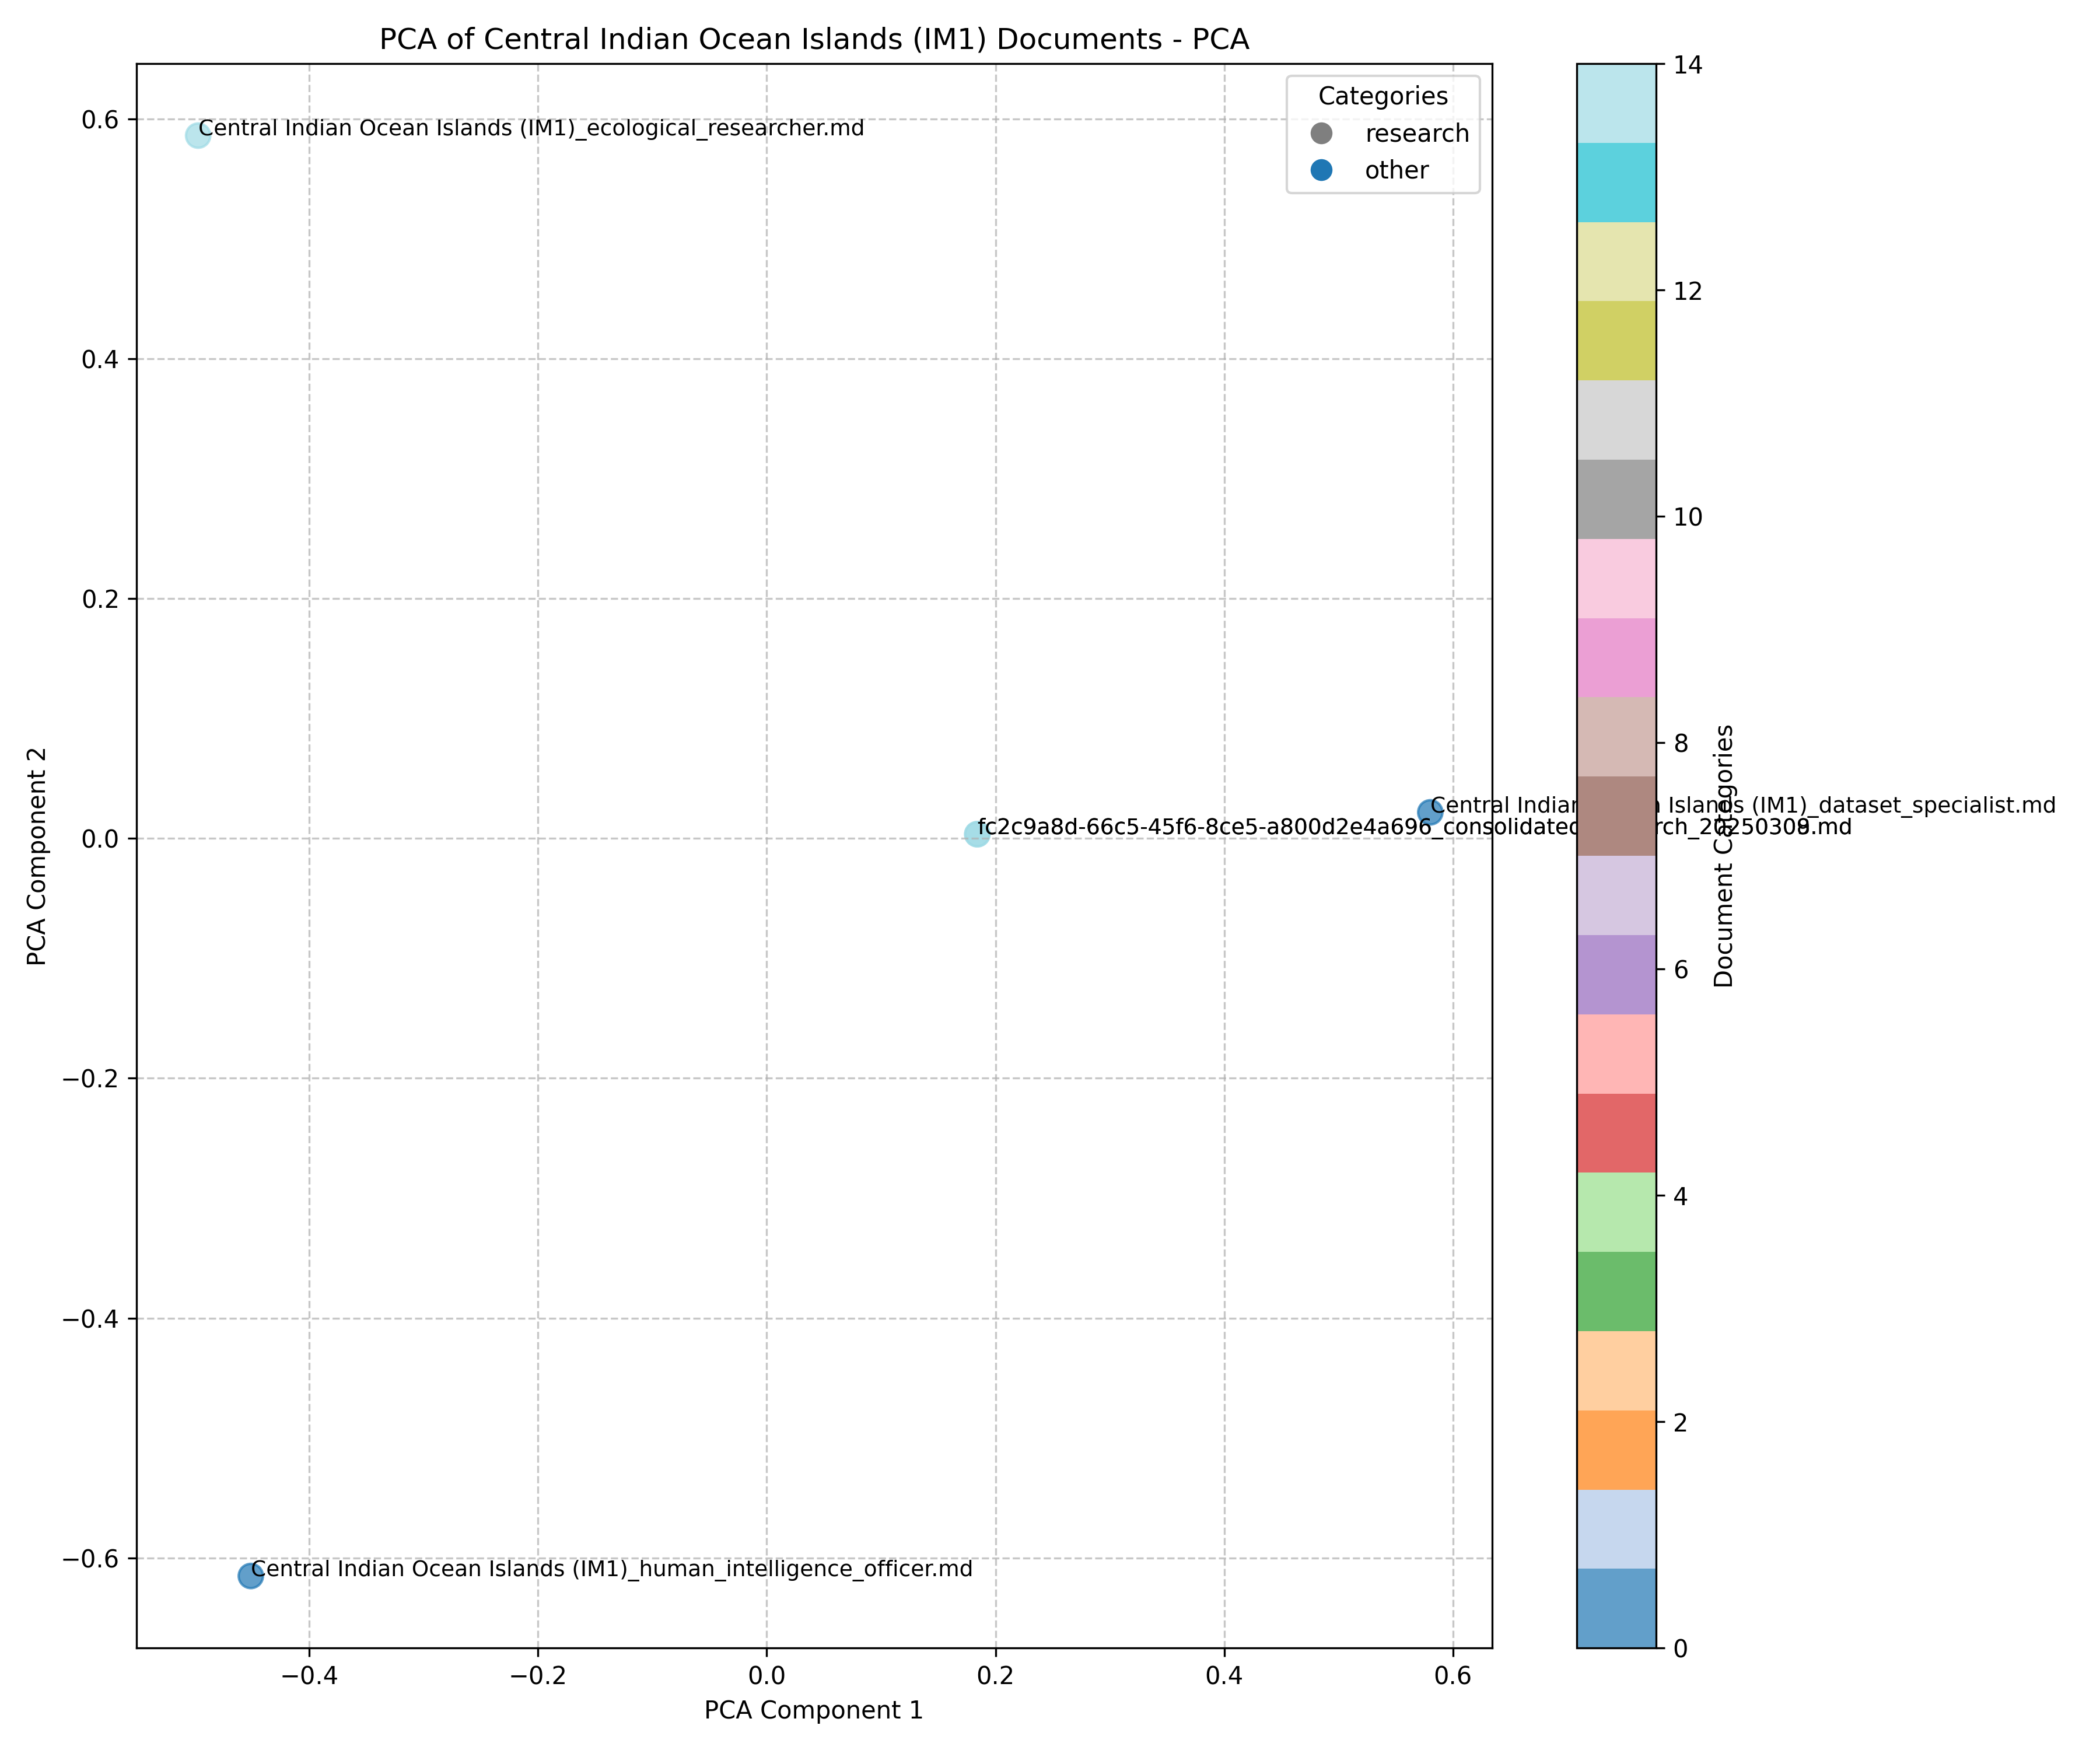 PCA of Central Indian Ocean Islands (IM1) Documents - PCA
Categories
research
other
Central Indian Ocean Islands (IM1)_ecological_researcher.md
Central Indian Islands (IM1)_dataset_specialist.md
fc2c9a8d-66c5-45f6-8ce5-a800d2e4a696_consolidated
Central Indian Ocean Islands (IM1)_human_intelligence_officer.md
0.6
0.4
0.2
0.0
−0.2
−0.4
−0.6
PCA Component 2
−0.4
−0.2
0.0
0.2
0.4
0.6
PCA Component 1
14
12
10
8
6
4
2
0
Document Categories